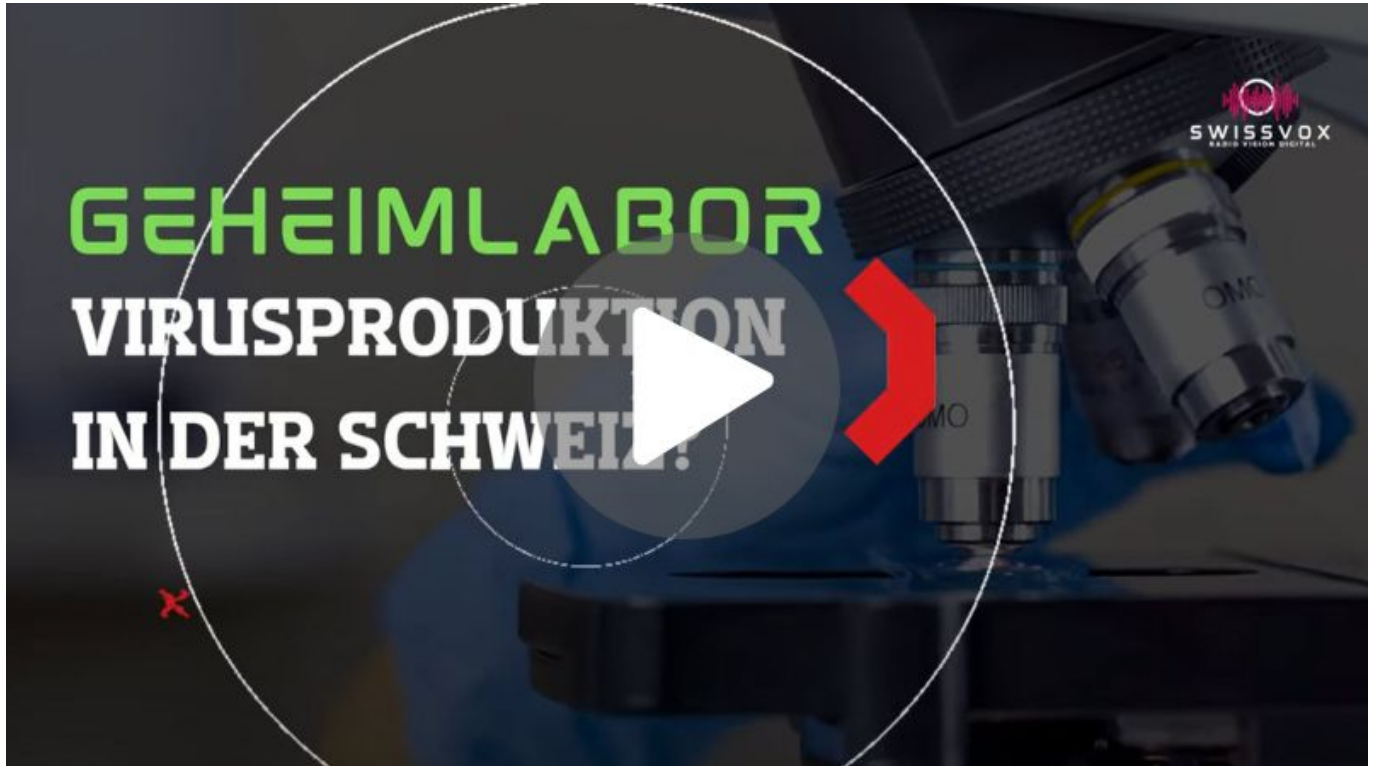 SWISSVOX
RADIO VISION DIGITAL
GEHEIMLABOR
VIRUSPRODUKTION
IN DER SCHWEIZ?
OMO
OMO